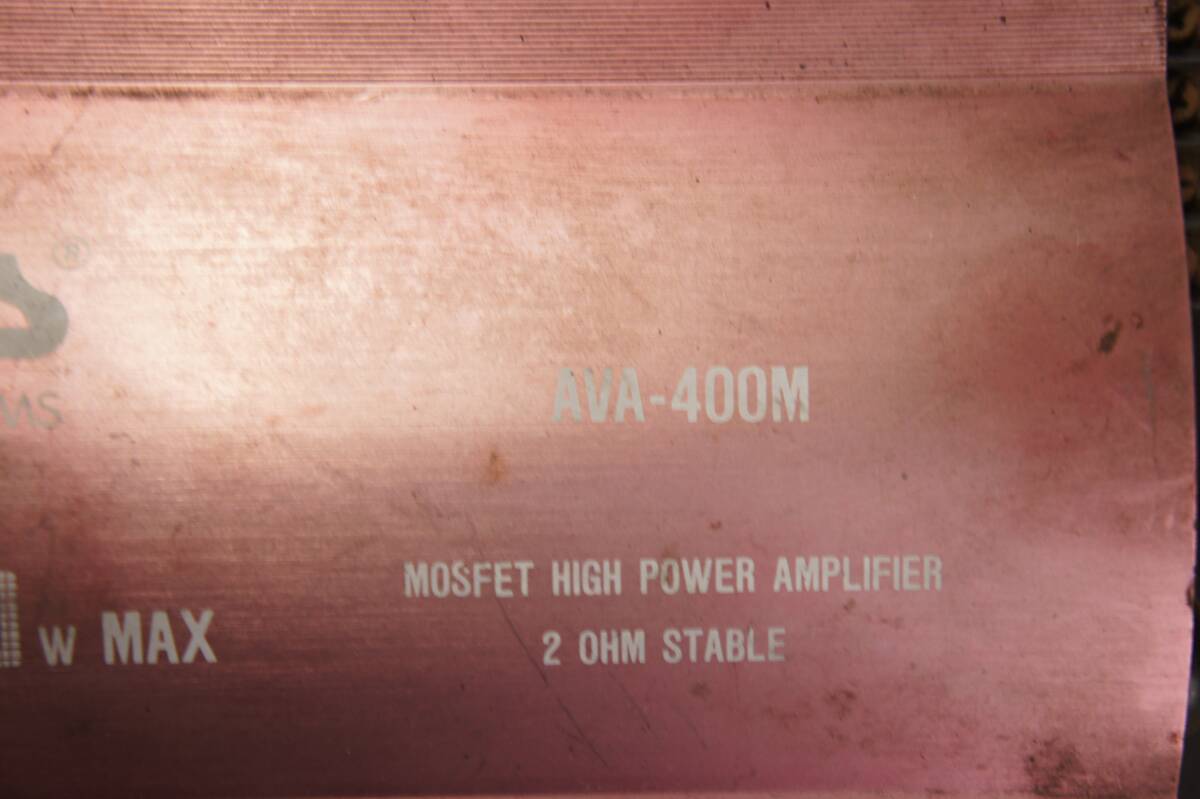 ®
AVA-400M
MOSFET HIGH POWER AMPLIFIER
W MAX
2 OHM STABLE